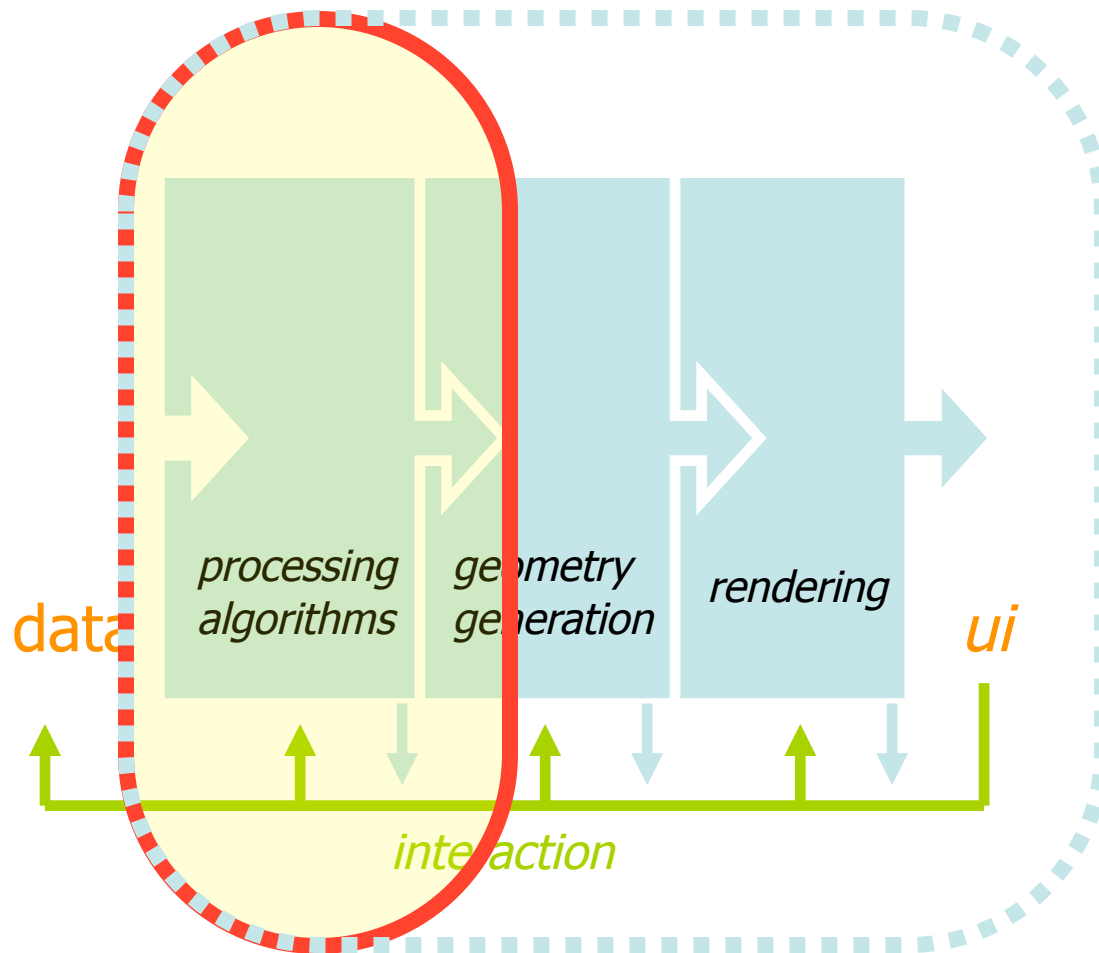 processing
algorithms
geometry
generation
rendering
data
ui
interaction